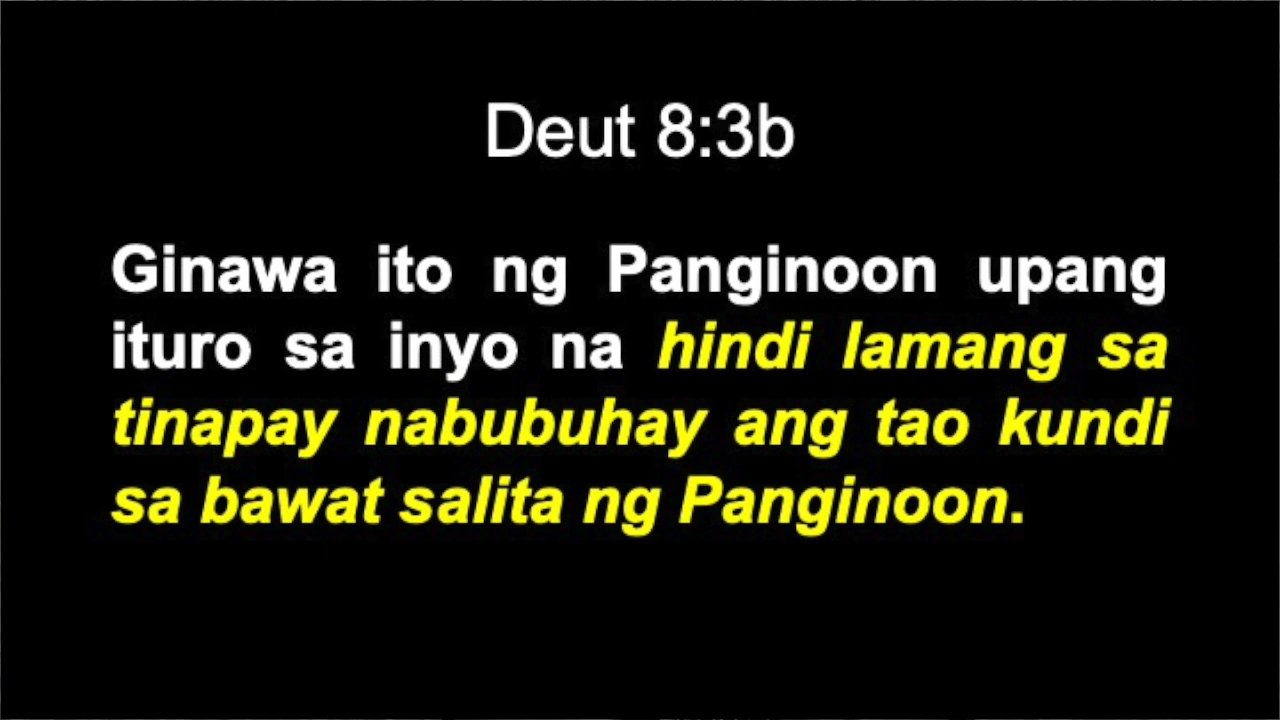 Deut 8:3b
Ginawa ito ng Panginoon upang
ituro sa inyo na hindi lamang sa
tinapay nabubuhay ang tao kundi
sa bawat salita ng Panginoon.